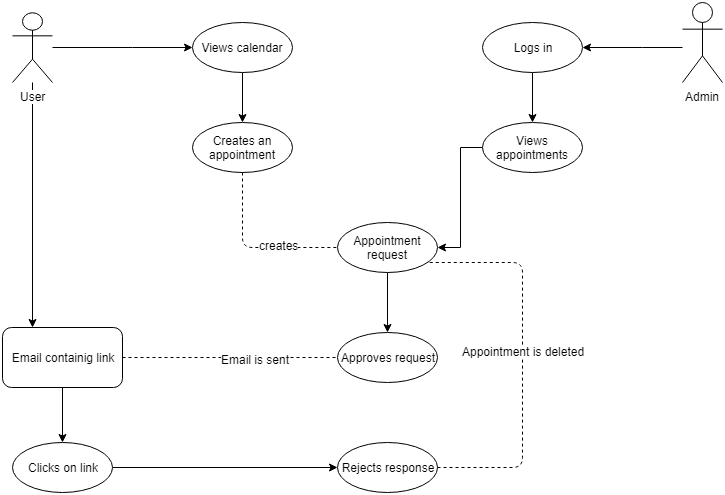 Views calendar
Logs in
User
Admin
Creates an
appointment
Views
appointments
Appointment
request
creates
Email containig link
Email is sent
Approves request
Appointment is deleted
Clicks on link
Rejects response